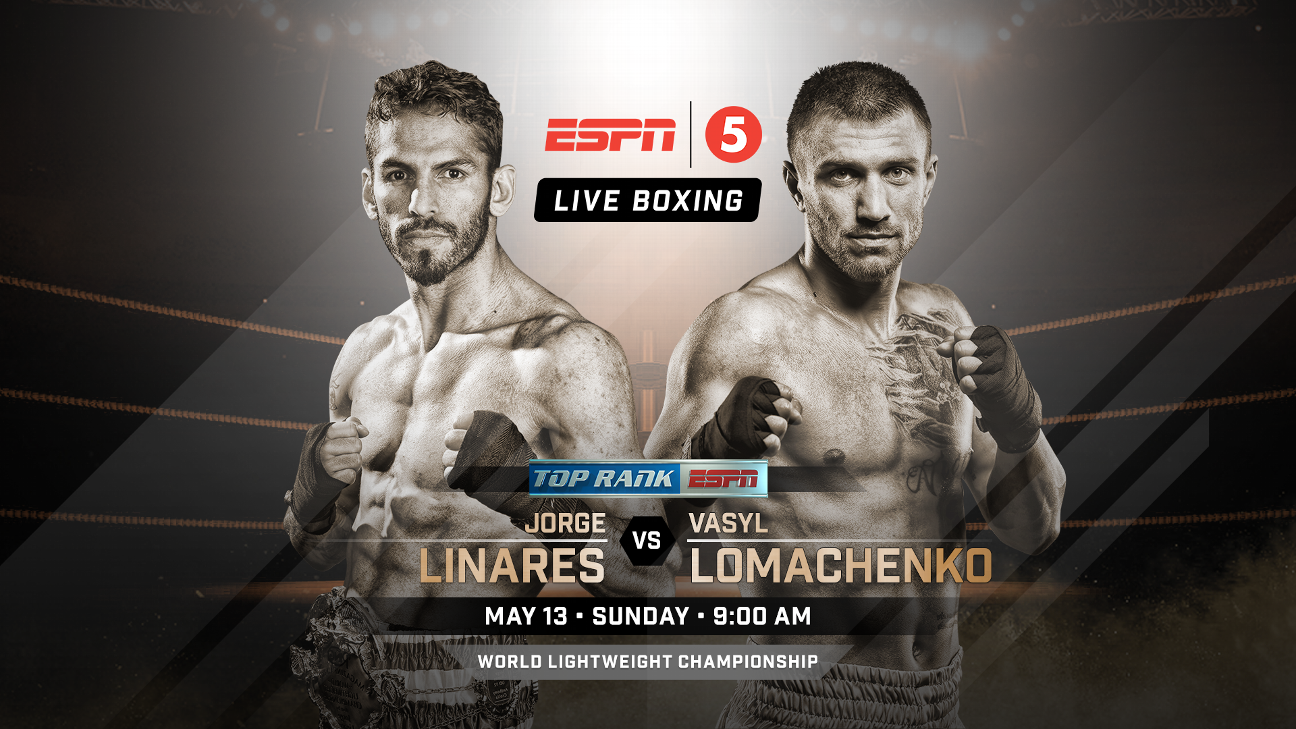 ESPN 5
LIVE BOXING
TOP RANK ESPN
JORGE
LINARES
VS
VASYL
LOMACHENKO
MAY 13 ▪ SUNDAY ▪ 9:00 AM
WORLD LIGHTWEIGHT CHAMPIONSHIP